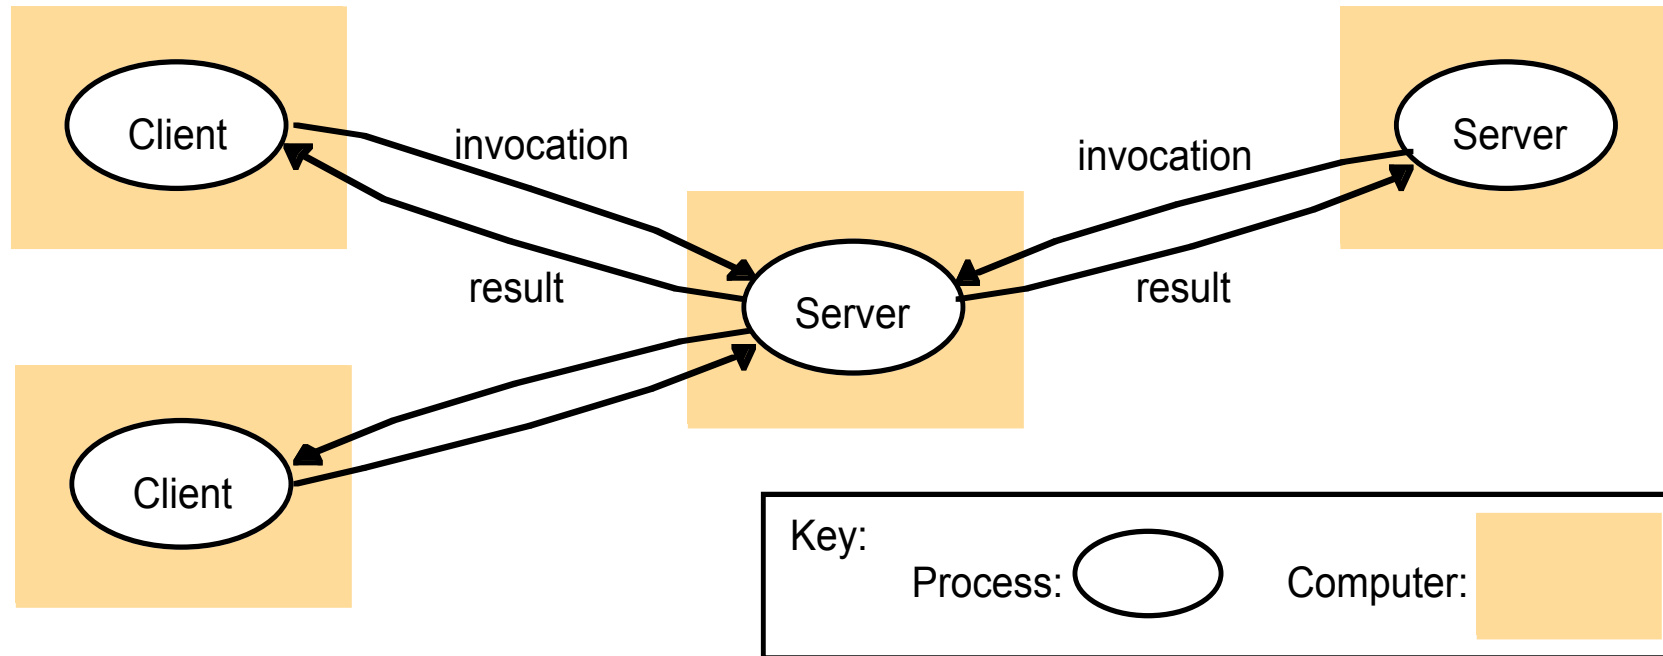 Client
invocation
result
Server
invocation
result
Server
Client
Key:
Process:
Computer: